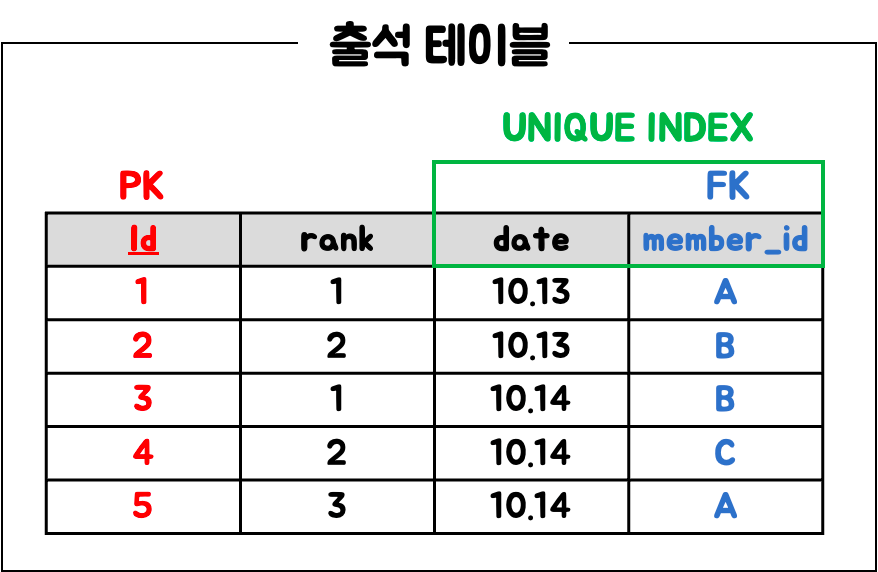 출석 테이블
UNIQUE INDEX
PK FK
Id rank date member_id
1 1 10.13 A
2 2 10.13 B
3 1 10.14 B
4 2 10.14 C
5 3 10.14 A